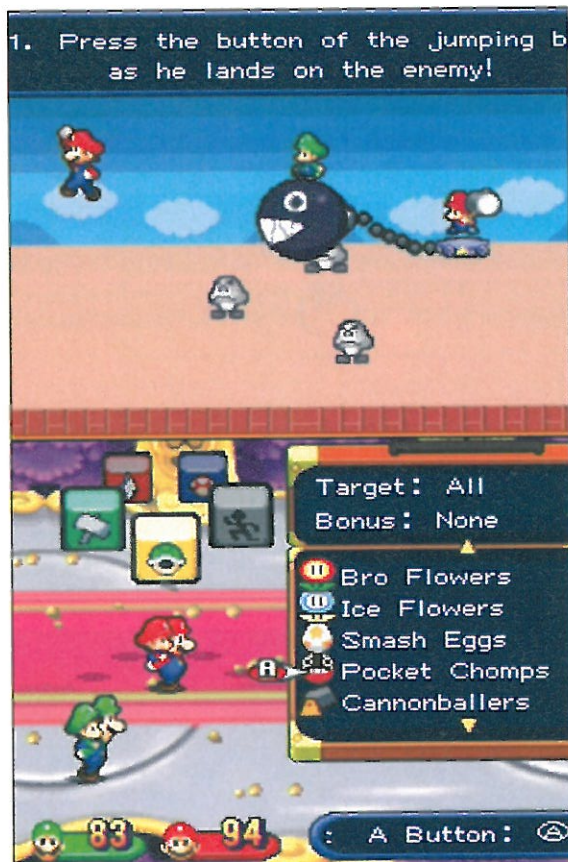 1. Press the button of the jumping b
as he lands on the enemy!
Target: All
Bonus: None
Bro Flowers
Ice Flowers
Smash Eggs
A
Pocket Chomps
Cannonballers
83
94
: A Button: Ⓐ